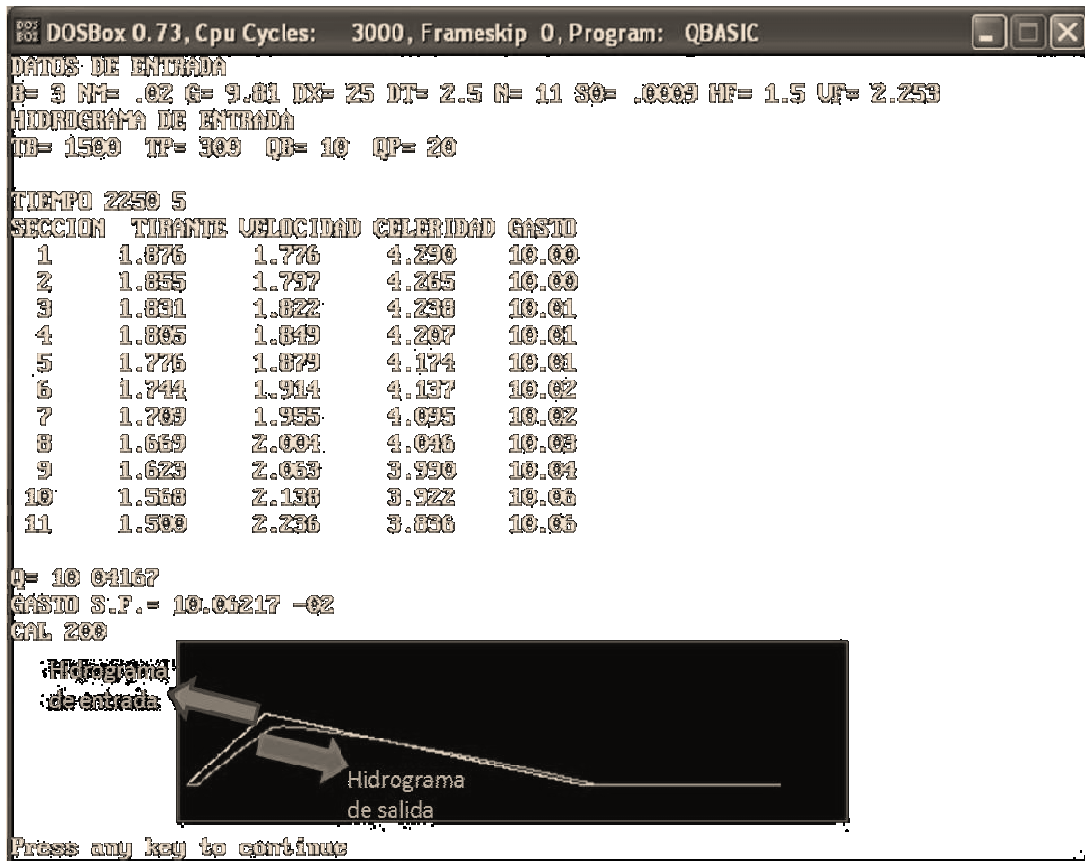 DOSBox 0.73, Cpu Cycles: 3000, Frameskip 0, Program: QBASIC
DATOS DE ENTRADA
B= 3 NM= .02 G= 9.81 DX= 25 DT= 2.5 N= 11 S0= .0009 HF= 1.5 VF= 2.253
HIDROGRAMA DE ENTRADA
TB= 1500 TP= 300 QB= 10 QP= 20
TIEMPO 2250 5
SECCION TIRANTE VELOCIDAD CELERIDAD GASTO
1 1.876 1.776 4.290 10.00
2 1.855 1.797 4.265 10.00
3 1.831 1.822 4.238 10.01
4 1.805 1.849 4.207 10.01
5 1.776 1.879 4.174 10.01
6 1.744 1.914 4.137 10.02
7 1.709 1.955 4.095 10.02
8 1.669 2.004 4.046 10.03
9 1.623 2.063 3.990 10.04
10 1.568 2.138 3.922 10.06
11 1.500 2.236 3.836 10.06
Q= 10 04167
GASTO S.F.= 10.06217 -02
CAL 200
Hidrograma
de entrada
Hidrograma
de salida
Press any key to continue